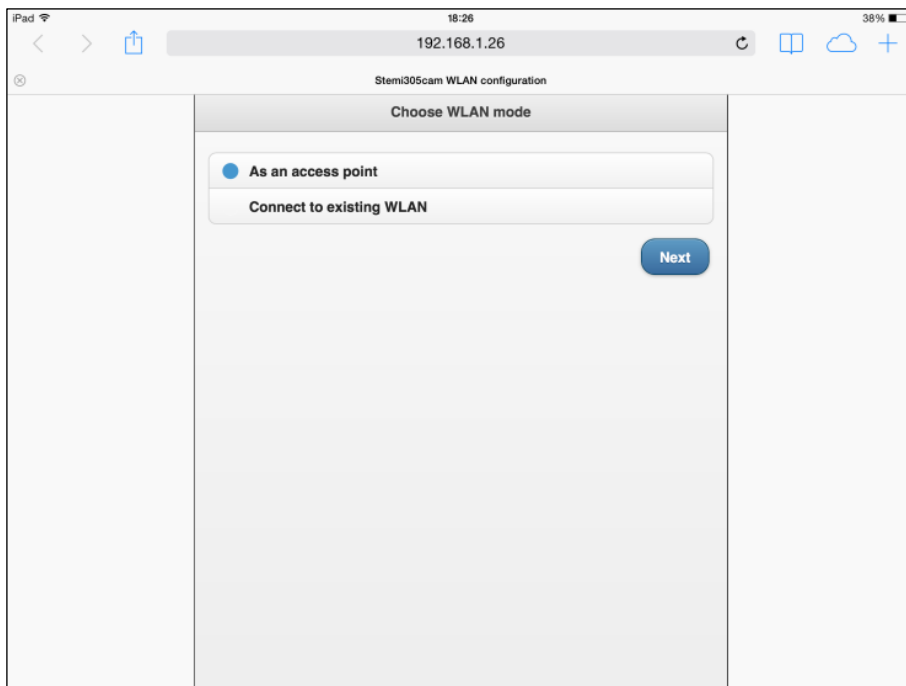 iPad 18:26 38%
192.168.1.26
Stemi305cam WLAN configuration
Choose WLAN mode
As an access point
Connect to existing WLAN
Next